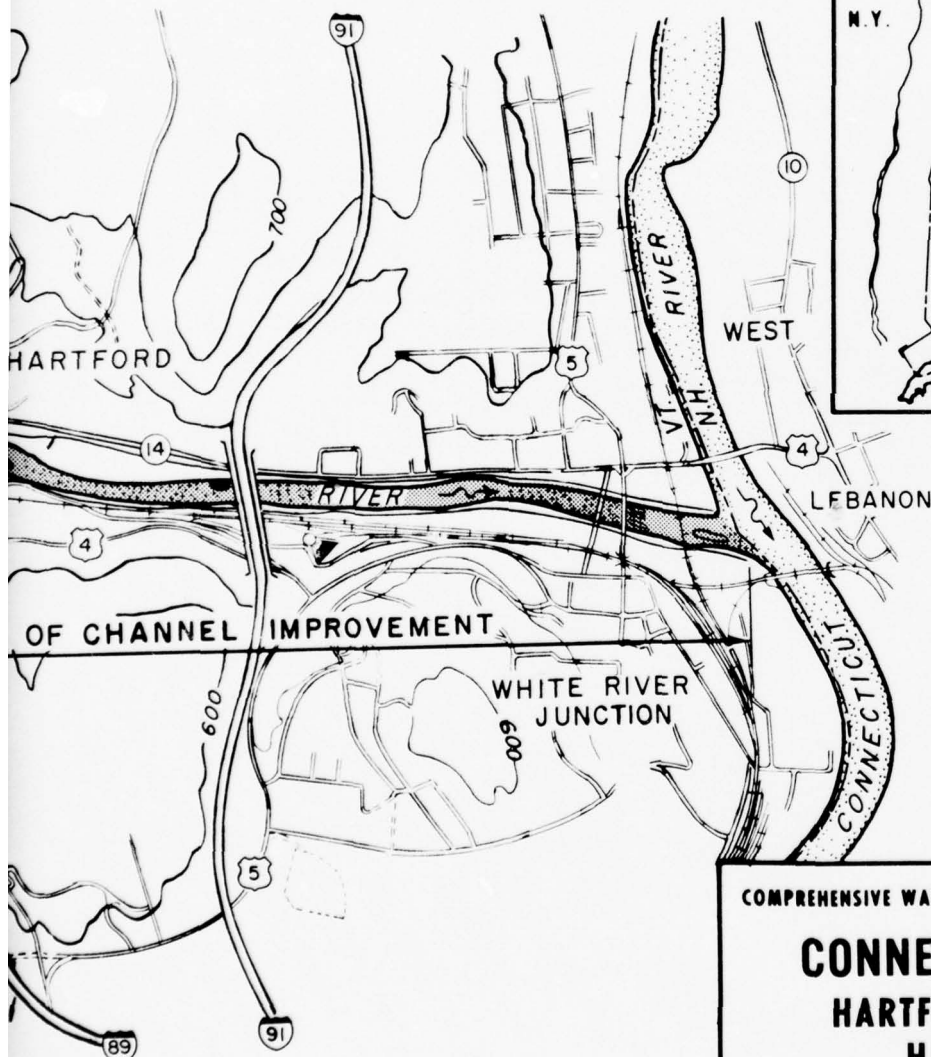 91
N.Y.
10
700
RIVER
WEST
HARTFORD
5
VT.
N.H.
14
4
RIVER
LEBANON
4
OF CHANNEL IMPROVEMENT
WHITE RIVER
JUNCTION
600
600
CONNECTICUT
5
COMPREHENSIVE WA
CONNE
HARTF
H
89
91